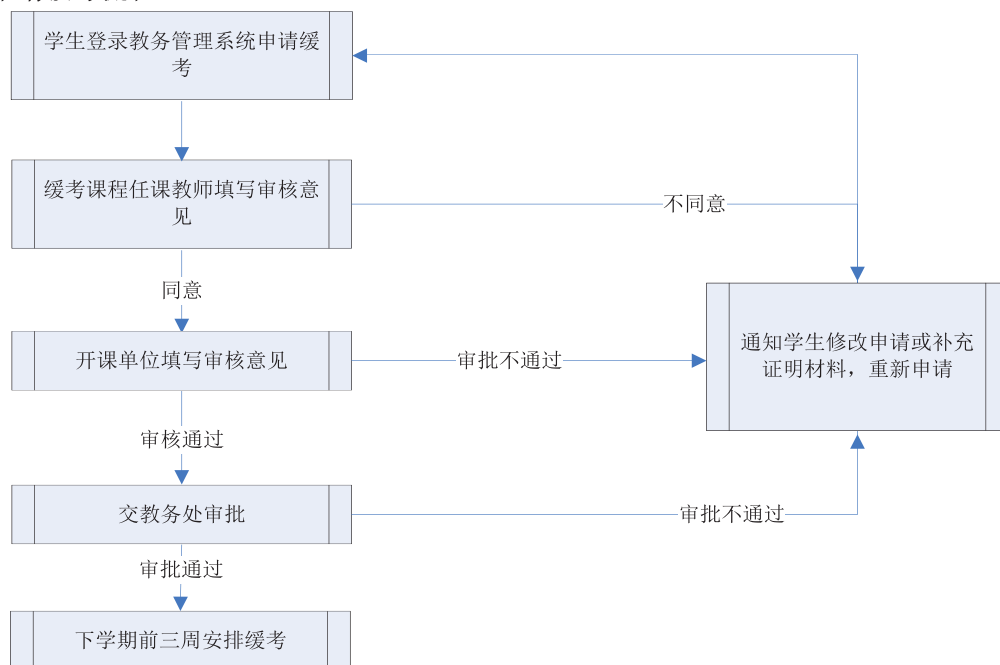 学生登录教务管理系统申请缓
考
缓考课程任课教师填写审核意
见
不同意
同意
通知学生修改申请或补充
证明材料，重新申请
开课单位填写审核意见
审批不通过
审核通过
交教务处审批
审批不通过
审批通过
下学期前三周安排缓考